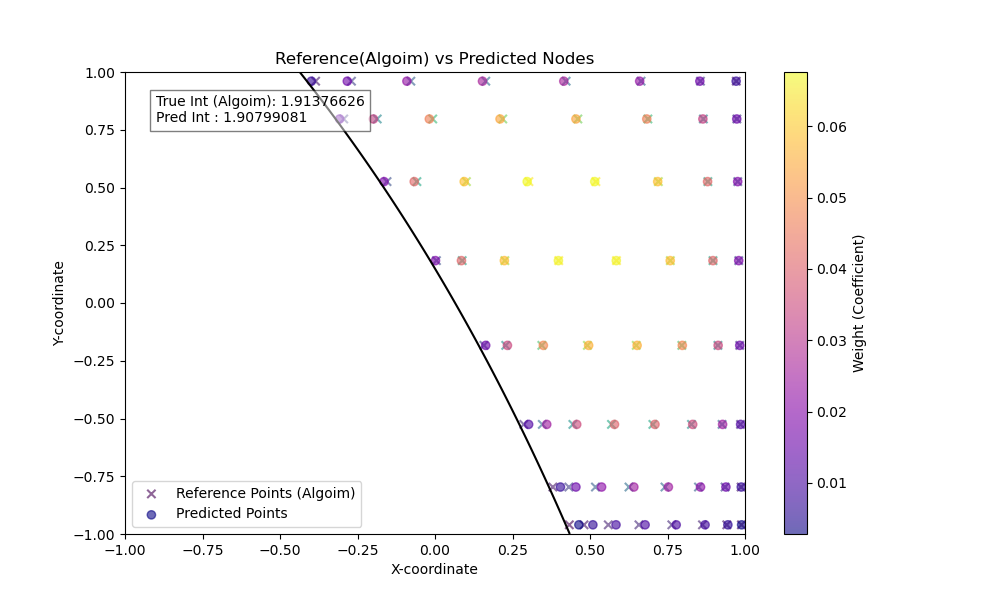 Reference(Algoim) vs Predicted Nodes
True Int (Algoim): 1.91376626
Pred Int : 1.90799081
1.00
0.75
0.50
0.25
0.00
−0.25
−0.50
−0.75
−1.00
Y-coordinate
Reference Points (Algoim)
Predicted Points
−1.00 −0.75 −0.50 −0.25 0.00 0.25 0.50 0.75 1.00
X-coordinate
0.06
0.05
0.04
0.03
0.02
0.01
Weight (Coefficient)